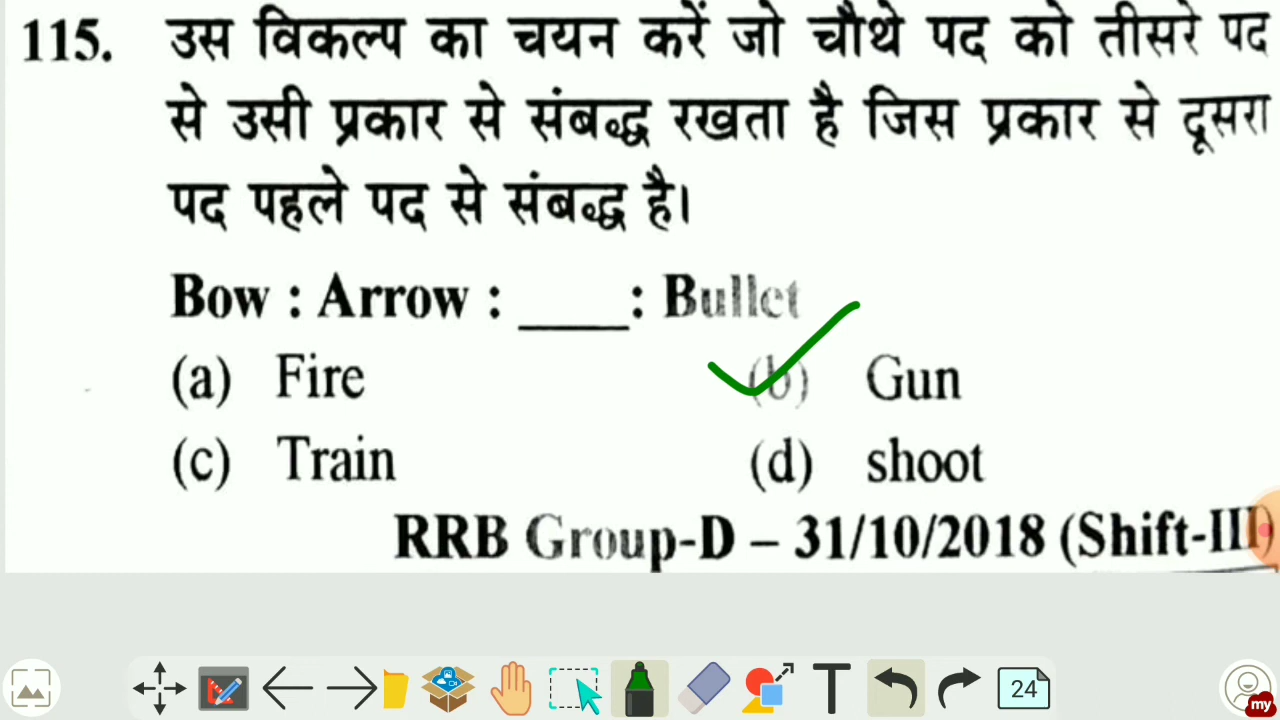 115. उस विकल्प का चयन करें जो चौथे पद को तीसरे पद
से उसी प्रकार से संबद्ध रखता है जिस प्रकार से दूसरा
पद पहले पद से संबद्ध है।
Bow : Arrow : ____ : Bullet
(a) Fire (b) Gun
(c) Train (d) shoot
RRB Group-D – 31/10/2018 (Shift-III)
T 24
my